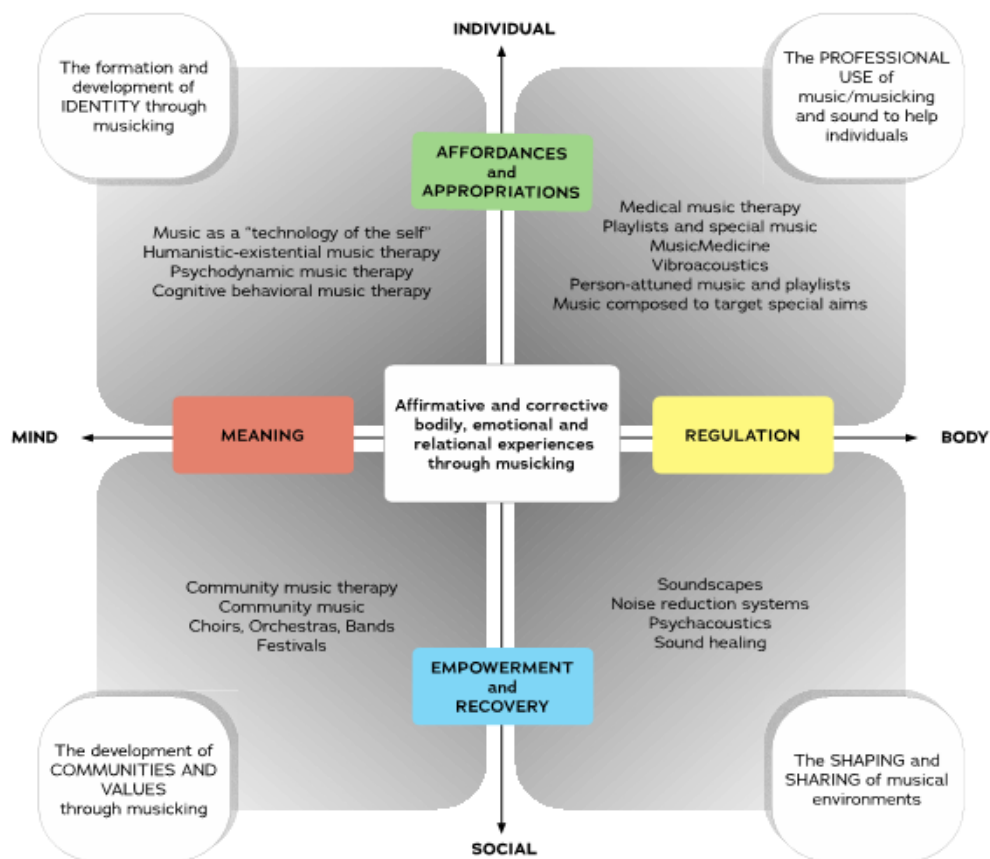 INDIVIDUAL
The formation and
development of
IDENTITY through
musicking
The PROFESSIONAL
USE of
music/musicking
and sound to help
individuals
AFFORDANCES
and
APPROPRIATIONS
Music as a "technology of the self"
Humanistic-existential music therapy
Psychodynamic music therapy
Cognitive behavioral music therapy
Medical music therapy
Playlists and special music
MusicMedicine
Vibroacoustics
Person-attuned music and playlists
Music composed to target special aims
MIND
MEANING
Affirmative and corrective
bodily, emotional and
relational experiences
through musicking
REGULATION
BODY
Community music therapy
Community music
Choirs, Orchestras, Bands
Festivals
Soundscapes
Noise reduction systems
Psychacoustics
Sound healing
EMPOWERMENT
and
RECOVERY
The development of
COMMUNITIES AND
VALUES
through musicking
The SHAPING and
SHARING of musical
environments
SOCIAL